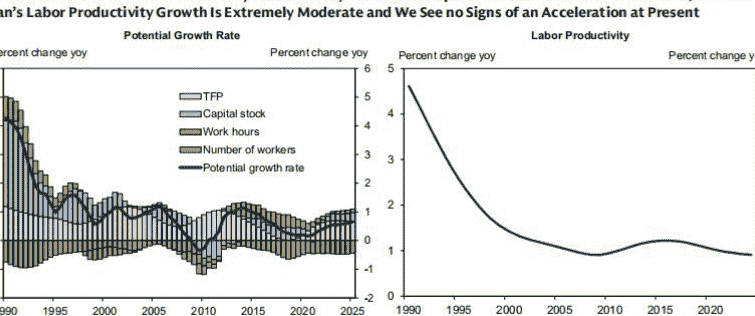 an's Labor Productivity Growth Is Extremely Moderate and We See no Signs of an Acceleration at Present
Potential Growth Rate
ercent change yoy
Percent change yoy
6
5
4
3
2
1
0
-1
-2
TFP
Capital stock
Work hours
Number of workers
Potential growth rate
990 1995 2000 2005 2010 2015 2020 2025
Labor Productivity
Percent change yoy
Percent change y
5
4
3
2
1
0
1990 1995 2000 2005 2010 2015 2020